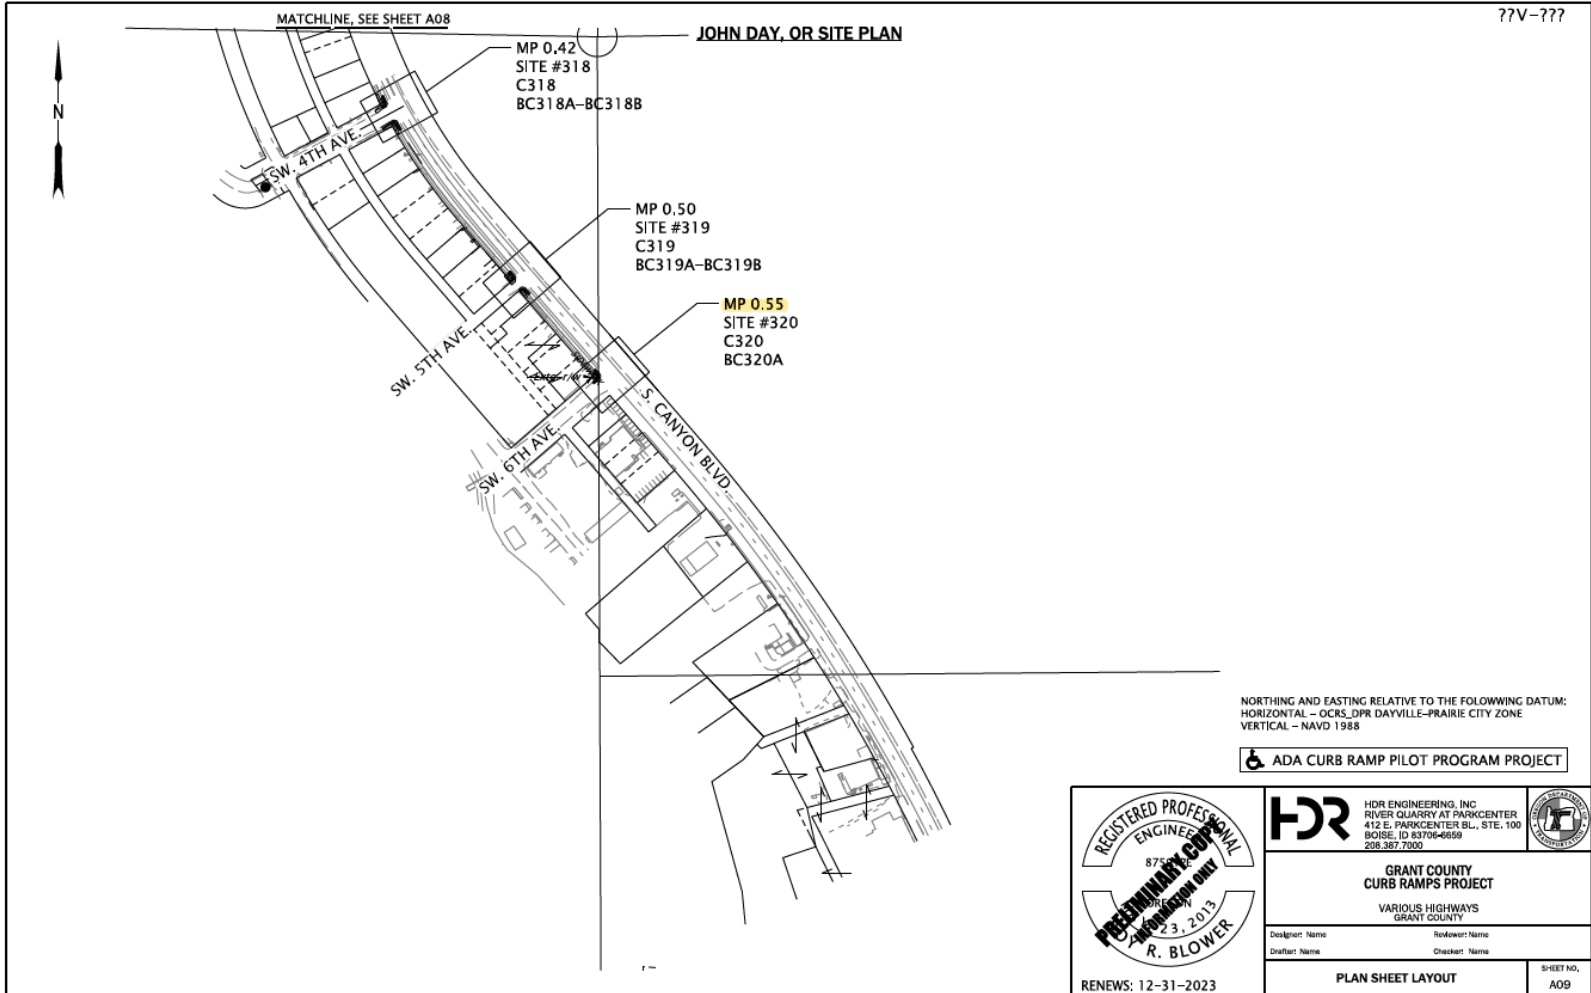 ??V-???
MATCHLINE, SEE SHEET A08
JOHN DAY, OR SITE PLAN
N
MP 0.42
SITE #318
C318
BC318A-BC318B
SW. 4TH AVE.
MP 0.50
SITE #319
C319
BC319A-BC319B
MP 0.55
SITE #320
C320
BC320A
SW. 5TH AVE.
S. CANYON BLVD.
SW. 6TH AVE.
NORTHING AND EASTING RELATIVE TO THE FOLOWWING DATUM:
HORIZONTAL - OCRS_DPR DAYVILLE-PRAIRIE CITY ZONE
VERTICAL - NAVD 1988
ADA CURB RAMP PILOT PROGRAM PROJECT
REGISTERED PROFESSIONAL
ENGINEER
PRELIMINARY COPY
INFORMATION ONLY
23, 2013
R. BLOWER
RENEWS: 12-31-2023
HDR
HDR ENGINEERING, INC
RIVER QUARRY AT PARKCENTER
412 E. PARKCENTER BL., STE. 100
BOISE, ID 83706-6659
208.387.7000
GRANT COUNTY
CURB RAMPS PROJECT
VARIOUS HIGHWAYS
GRANT COUNTY
Designer: Name
Reviewer: Name
Drafter: Name
Checker: Name
PLAN SHEET LAYOUT
SHEET NO.
A09